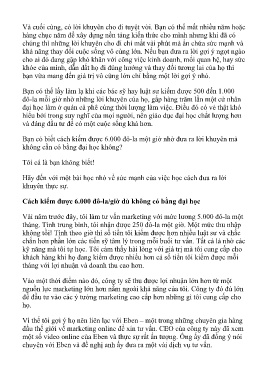 Và cuối cùng, có lời khuyên cho di tuyệt vời. Bạn có thể mất nhiều năm hoặc
hàng chục năm để xây dựng nền tảng kiến thức cho mình nhưng khi đã có
chúng thì những lời khuyên cho đi chỉ mất vài phút mà ẩn chứa sức mạnh và
khả năng thay đổi cuộc sống vô cùng lớn. Nếu bạn đưa ra lời gợi ý ngợi ngào
cho ai đó đang gặp khó khăn với công việc kinh doanh, mối quan hệ, hay sức
khỏe của mình, dẫn dắt họ đi đúng hướng và thay đổi tương lai của họ thì
bạn vừa mang đến giá trị vô cùng lớn chỉ bằng một lời gợi ý nhỏ.
Bạn có thể lấy làm lạ khi các bác sỹ hay luật sư kiếm được 500 đến 1.000
đô-la mỗi giờ nhờ những lời khuyên của họ, gấp hàng trăm lần một cử nhân
đại học làm ở quán cà phê cùng thời lượng làm việc. Điều đó có vẻ thật khó
hiểu bởi trong suy nghĩ của mọi người, nên giáo dục đại học chất lượng hơn
và đáng đầu tư để có một cuộc sống khá hơn.
Bạn có biết cách kiếm được 6.000 đô-la một giờ nhờ đưa ra lời khuyên mà
không cần có bằng đại học không?
Tôi cá là bạn không biết!
Hãy đến với một bài học nhỏ về sức mạnh của việc học cách đưa ra lời
khuyên thực sự.
Cách kiếm được 6.000 đô-la/giờ dù không có bằng đại học
Vài năm trước đây, tôi làm tư vấn marketing với mức lương 5.000 đô-la một
tháng. Tính trung bình, tôi nhận được 250 đô-la một giờ. Một mức thu nhập
không tồi! Tính theo giờ thì số tiền tôi kiếm được hơn nhiều luật sư và chắc
chắn hơn phần lớn các tiến sỹ tâm lý trong mỗi buổi tư vấn. Tất cả là nhờ các
kỹ năng mà tôi tự học. Tôi cảm thấy hài lòng với giá trị mà tôi cung cấp cho
khách hàng khi họ đang kiếm được nhiều hơn cả số tiền tôi kiếm được mỗi
tháng với lợi nhuận và doanh thu cao hơn.
Vào một thời điểm nào đó, công ty sẽ thu được lợi nhuận lớn hơn từ một
nguồn lực marketing lớn hơn nằm ngoài khả năng của tôi. Công ty đó đủ lớn
để đầu tư vào các ý tưởng marketing cao cấp hơn những gì tôi cung cấp cho
họ.
Vì thế tôi gợi ý họ nên liên lạc với Eben – một trong những chuyên gia hàng
đầu thế giới về marketing online để xin tư vấn. CEO của công ty này đã xem
một số video online của Eben và thực sự rất ấn tượng. Ông ấy đã đồng ý nói
chuyện với Eben và đề nghị anh ấy đưa ra một vài dịch vụ tư vấn.